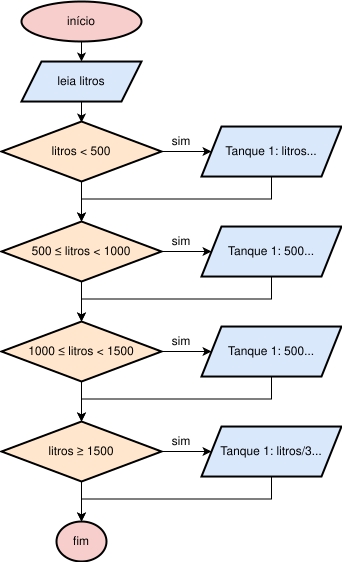 início
leia litros
litros < 500
sim
Tanque 1: litros...
500 ≤ litros < 1000
sim
Tanque 1: 500...
1000 ≤ litros < 1500
sim
Tanque 1: 500...
litros ≥ 1500
sim
Tanque 1: litros/3...
fim